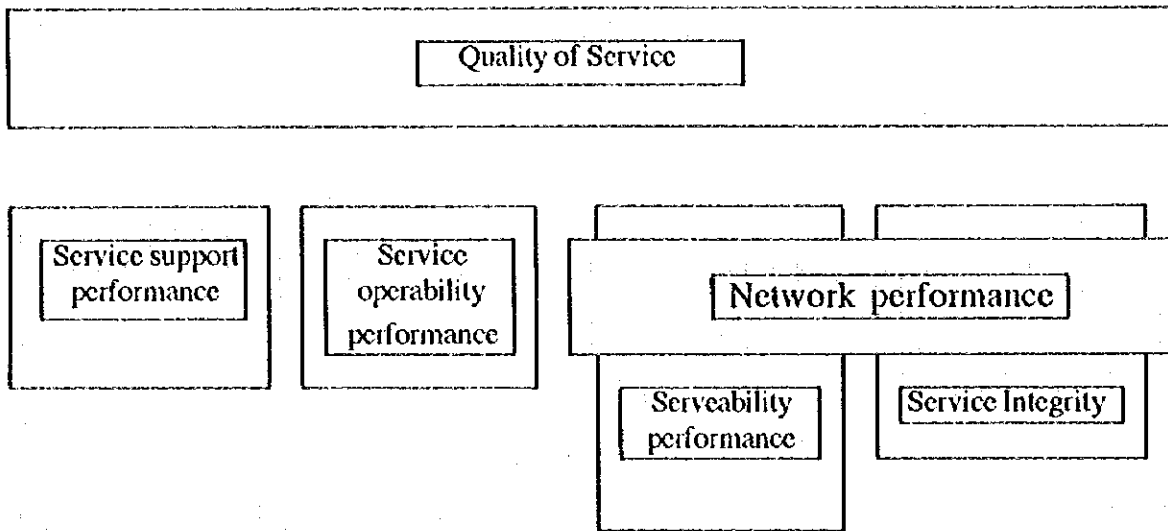 Quality of Service
Service support
performance
Service
operability
performance
Network performance
Serveability
performance
Service Integrity